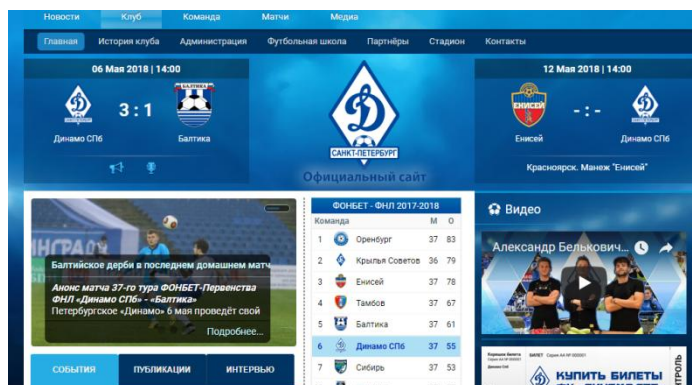 Новости Клуб Команда Матчи Медиа
Главная История клуба Администрация Футбольная школа Партнёры Стадион Контакты
06 Мая 2018 | 14:00
3 : 1
Динамо СПб Балтика
САНКТ-ПЕТЕРБУРГ
Официальный сайт
12 Мая 2018 | 14:00
ЕНИСЕЙ
- : -
Енисей Динамо СПб
Красноярск. Манеж "Енисей"
Балтийское дерби в последнем домашнем матч
Анонс матча 37-го тура ФОНБЕТ-Первенства
ФНЛ «Динамо СПб» - «Балтика»
Петербургское «Динамо» 6 мая проведёт свой
Подробнее...
СОБЫТИЯ ПУБЛИКАЦИИ ИНТЕРВЬЮ
ФОНБЕТ - ФНЛ 2017-2018
Команда М О
1 Оренбург 37 83
2 Крылья Советов 36 79
3 Енисей 37 78
4 Тамбов 37 67
5 Балтика 37 61
6 Динамо СПб 37 55
7 Сибирь 37 53
Видео
Александр Белькович...
КУПИТЬ БИЛЕТЫ